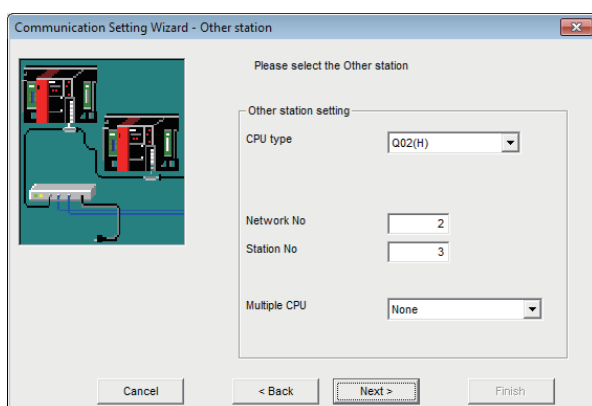 Communication Setting Wizard - Other station
Please select the Other station
Other station setting
CPU type
Q02(H)
Network No
2
Station No
3
Multiple CPU
None
Cancel
< Back
Next >
Finish